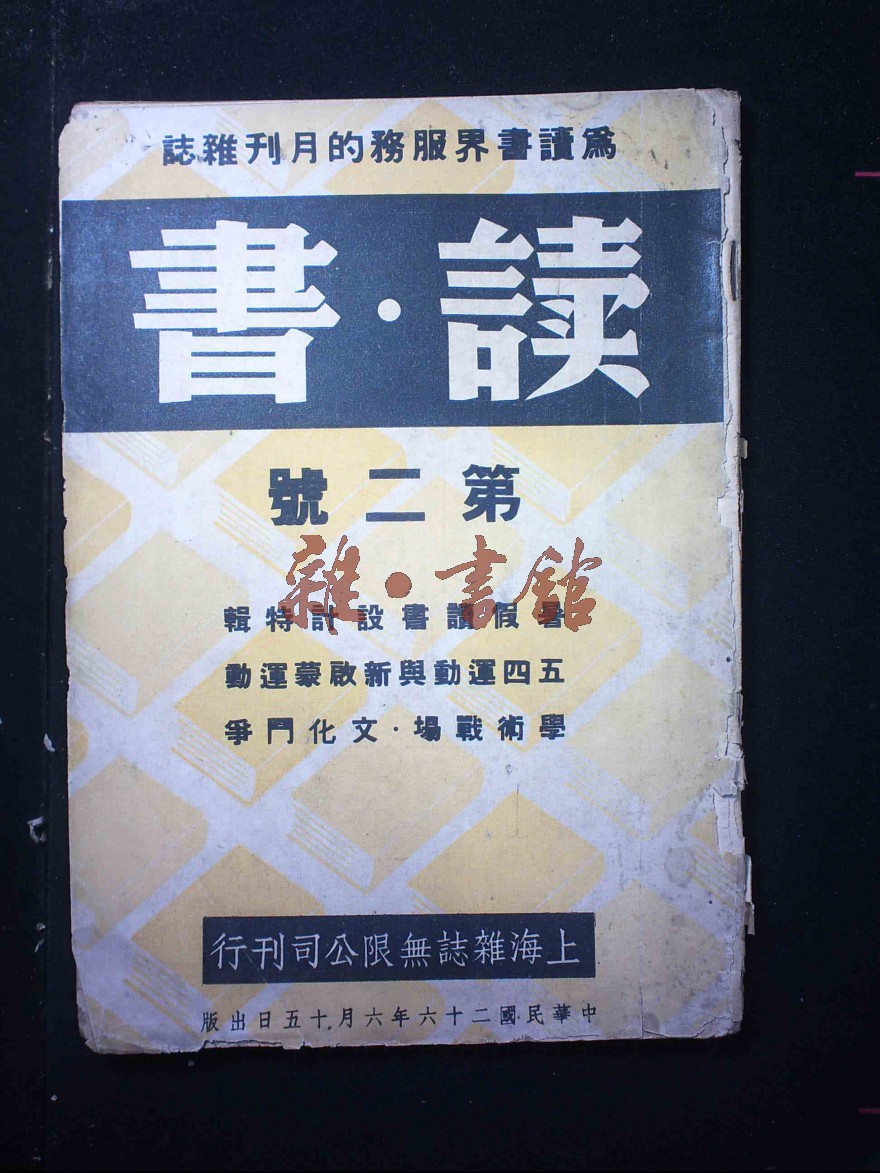 為讀書界服務的月刊雜誌
読·書
第二號
雜·書館
暑假讀書設計特輯
五四運動與新啟蒙運動
學術戰場·文化鬥爭
上海雜誌無限公司刊行
中華民國二十六年六月十五日出版